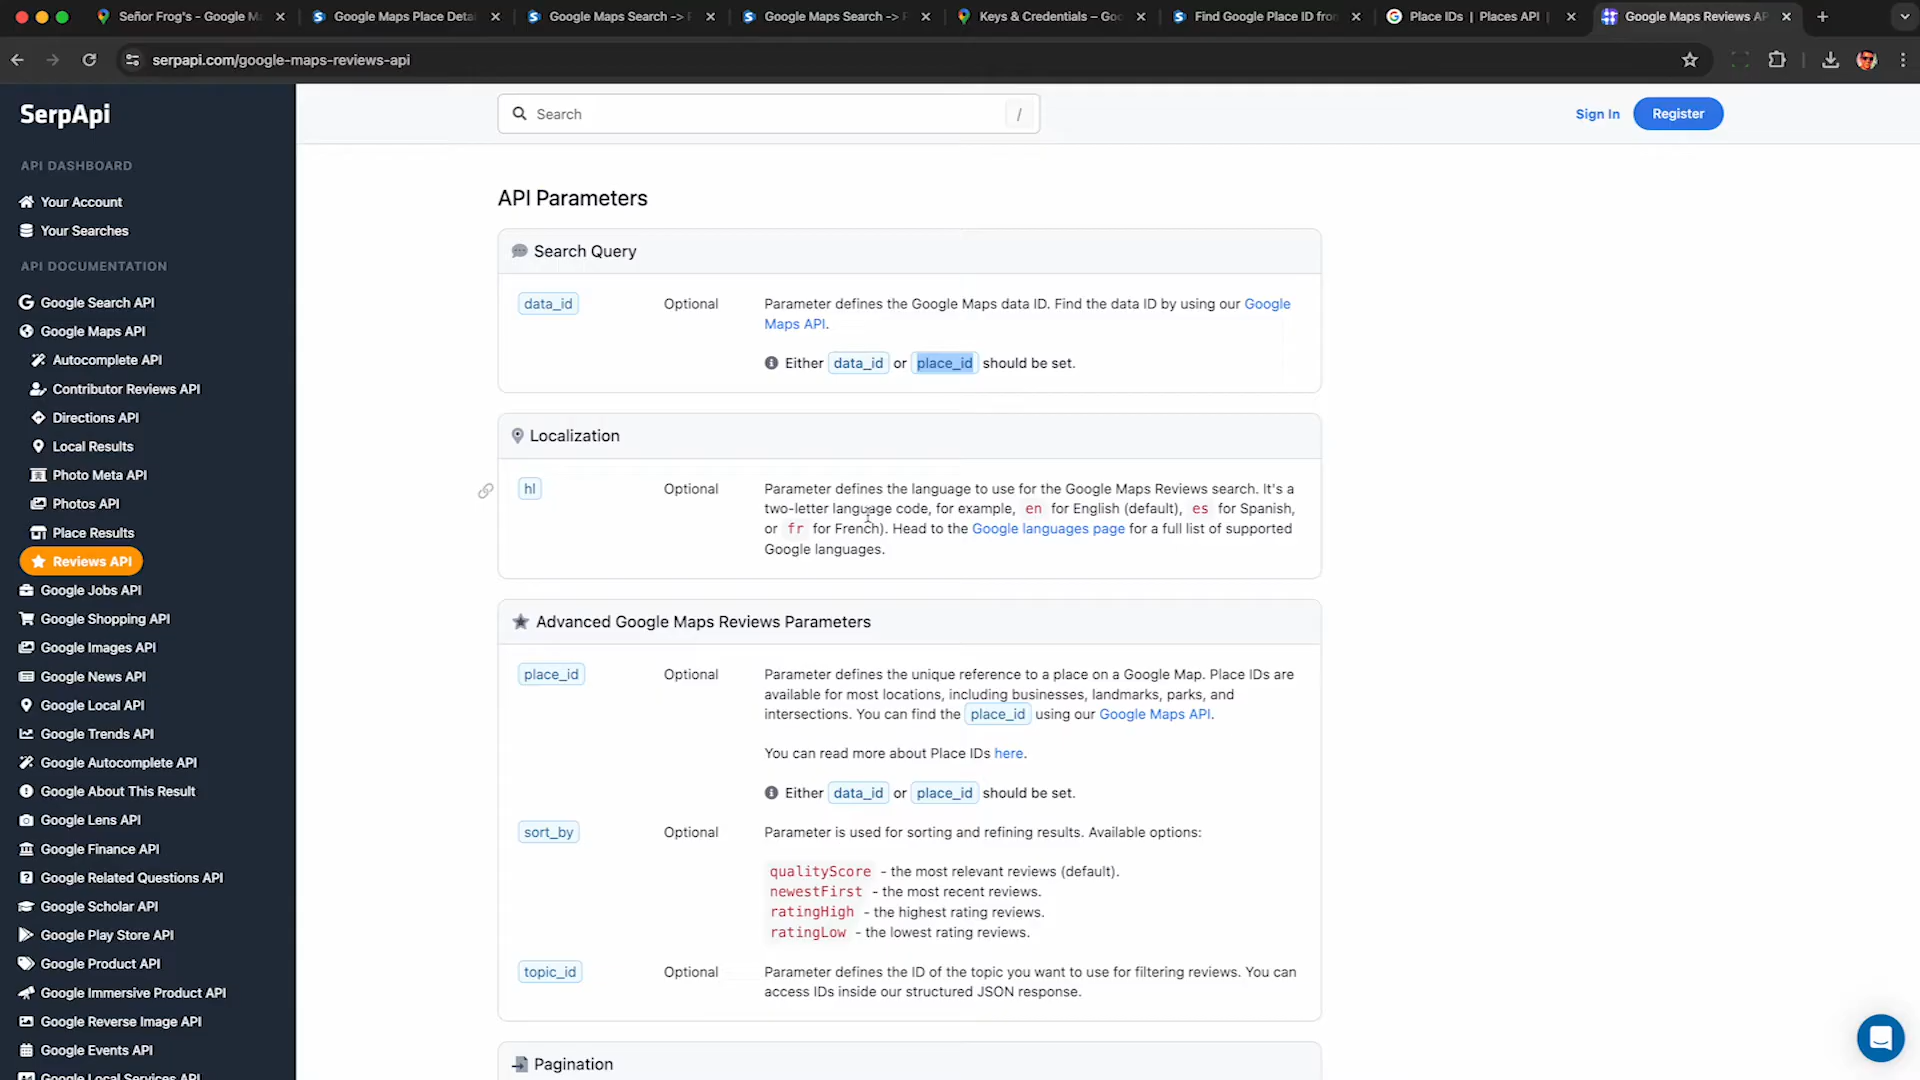 Señor Frog's - Google Ma
Google Maps Place Detai
Google Maps Search -> P
Google Maps Search -> P
Keys & Credentials – Goo
Find Google Place ID from
Place IDs | Places API |
Google Maps Reviews AP
serpapi.com/google-maps-reviews-api
SerpApi
Search
/
Sign In
Register
API DASHBOARD
Your Account
Your Searches
API DOCUMENTATION
Google Search API
Google Maps API
Autocomplete API
Contributor Reviews API
Directions API
Local Results
Photo Meta API
Photos API
Place Results
Reviews API
Google Jobs API
Google Shopping API
Google Images API
Google News API
Google Local API
Google Trends API
Google Autocomplete API
Google About This Result
Google Lens API
Google Finance API
Google Related Questions API
Google Scholar API
Google Play Store API
Google Product API
Google Immersive Product API
Google Reverse Image API
Google Events API
Google Local Services API
API Parameters
Search Query
data_id Optional Parameter defines the Google Maps data ID. Find the data ID by using our Google
Maps API.
Either data_id or place_id should be set.
Localization
hl Optional Parameter defines the language to use for the Google Maps Reviews search. It's a
two-letter language code, for example, en for English (default), es for Spanish,
or fr for French). Head to the Google languages page for a full list of supported
Google languages.
Advanced Google Maps Reviews Parameters
place_id Optional Parameter defines the unique reference to a place on a Google Map. Place IDs are
available for most locations, including businesses, landmarks, parks, and
intersections. You can find the place_id using our Google Maps API.
You can read more about Place IDs here.
Either data_id or place_id should be set.
sort_by Optional Parameter is used for sorting and refining results. Available options:
qualityScore - the most relevant reviews (default).
newestFirst - the most recent reviews.
ratingHigh - the highest rating reviews.
ratingLow - the lowest rating reviews.
topic_id Optional Parameter defines the ID of the topic you want to use for filtering reviews. You can
access IDs inside our structured JSON response.
Pagination